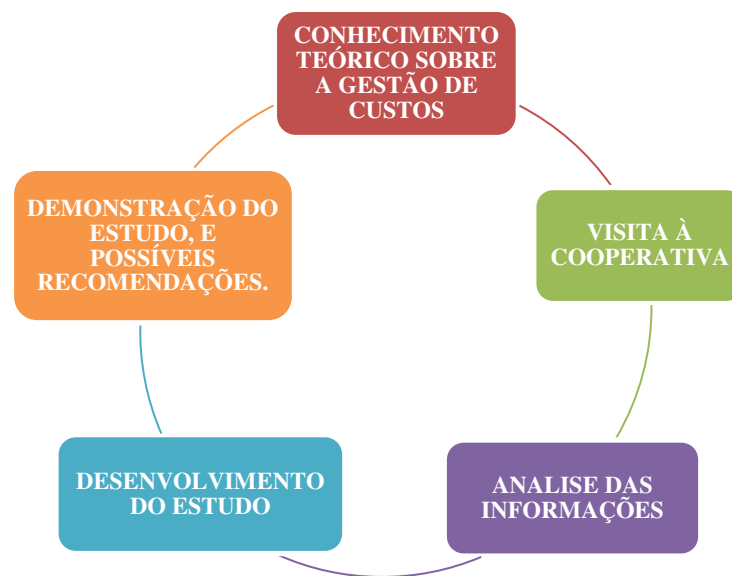 CONHECIMENTO
TEÓRICO SOBRE
A GESTÃO DE
CUSTOS
VISITA À
COOPERATIVA
ANALISE DAS
INFORMAÇÕES
DESENVOLVIMENTO
DO ESTUDO
DEMONSTRAÇÃO DO
ESTUDO, E
POSSÍVEIS
RECOMENDAÇÕES.